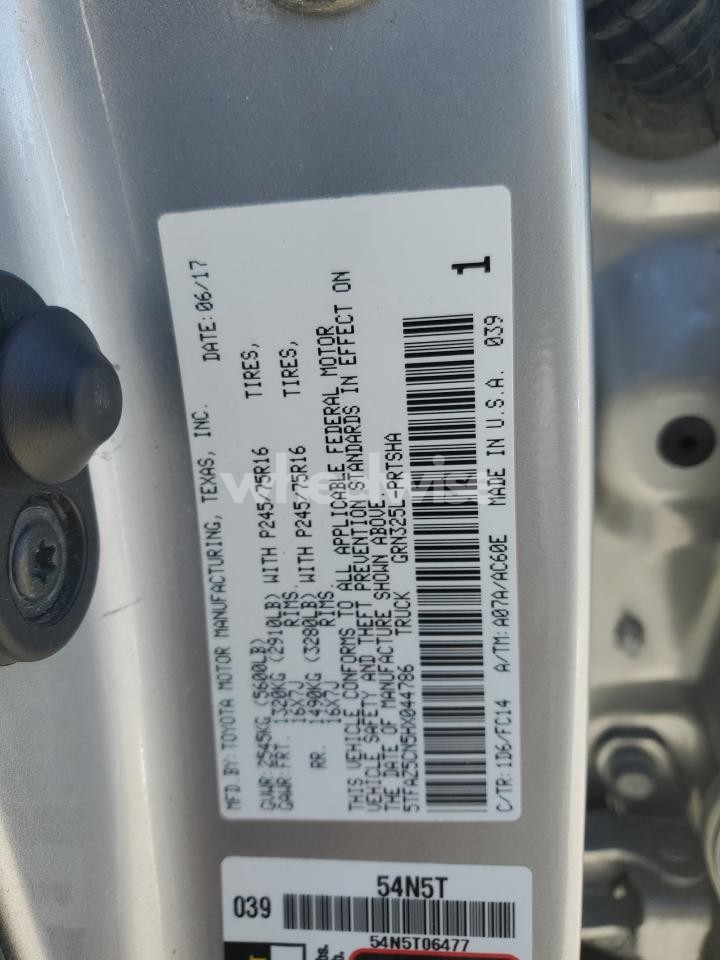 MFD.BY:TOYOTA MOTOR MANUFACTURING, TEXAS, INC. DATE:06/17
GVWR:2545KG (5600LB)
GAWR:FRT. 1320KG (2910LB) WITH P245/75R16 TIRES,
16X7J RIMS.
RR. 1490KG (3280LB) WITH P245/75R16 TIRES,
16X7J RIMS.
THIS VEHICLE CONFORMS TO ALL APPLICABLE FEDERAL MOTOR
VEHICLE SAFETY AND THEFT PREVENTION STANDARDS IN EFFECT ON
THE DATE OF MANUFACTURE SHOWN ABOVE.
5TFAZ5CN5HX044786 TRUCK GRN325L-PRTSHA
1
C/TR:1D6/FC14 A/TM:A07A/AC60E MADE IN U.S.A. 039
54N5T
039
54N5T06477
wheelwise